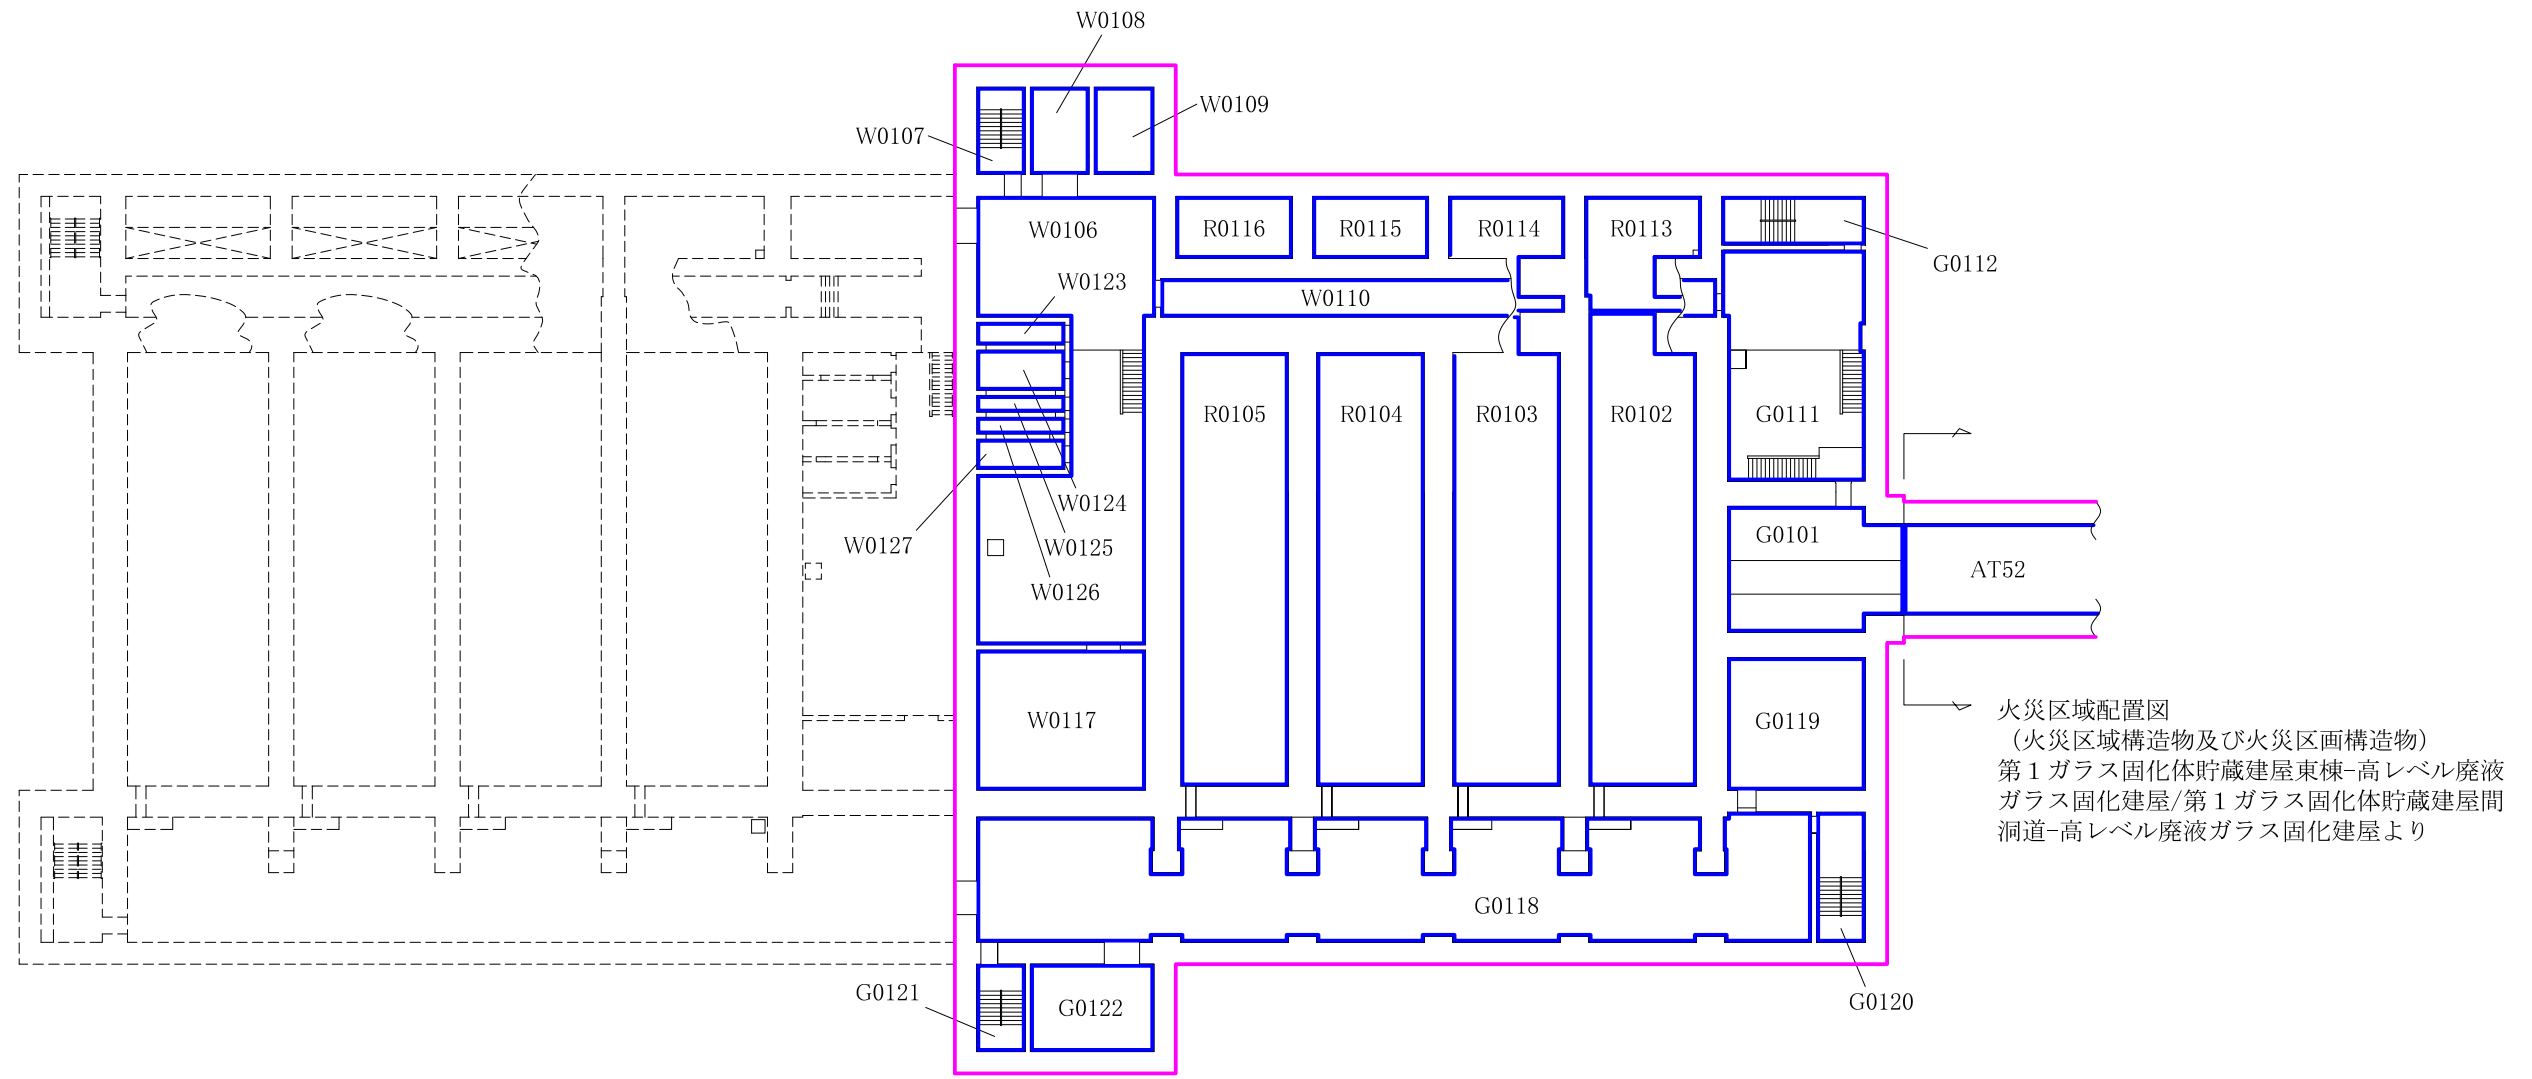 W0108
W0109
W0107
W0106
R0116
R0115
R0114
R0113
G0112
W0123
W0110
R0105
R0104
R0103
R0102
G0111
W0124
W0127
W0125
G0101
AT52
W0126
W0117
G0119
火災区域配置図
（火災区域構造物及び火災区画構造物）
第１ガラス固化体貯蔵建屋東棟-高レベル廃液
ガラス固化建屋/第１ガラス固化体貯蔵建屋間
洞道-高レベル廃液ガラス固化建屋より
G0118
G0121
G0122
G0120